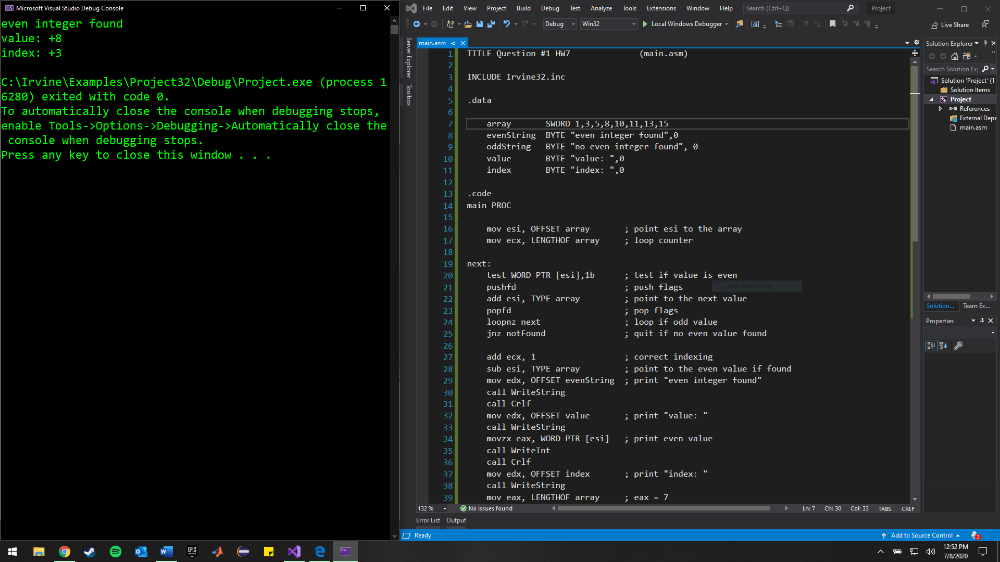 Microsoft Visual Studio Debug Console
even integer found
value: +8
index: +3
C:\Irvine\Examples\Project32\Debug\Project.exe (process 1
6280) exited with code 0.
To automatically close the console when debugging stops,
enable Tools->Options->Debugging->Automatically close the
console when debugging stops.
Press any key to close this window . . .
File Edit View Project Build Debug Test Analyze Tools Extensions Window Help Search (Ctrl+Q) Project
Debug Win32 Local Windows Debugger Live Share
Server Explorer
Toolbox
main.asm
1 TITLE Question #1 HW7 (main.asm)
2
3 INCLUDE Irvine32.inc
4
5 .data
6
7 array SWORD 1,3,5,8,10,11,13,15
8 evenString BYTE "even integer found",0
9 oddString BYTE "no even integer found", 0
10 value BYTE "value: ",0
11 index BYTE "index: ",0
12
13 .code
14 main PROC
15
16 mov esi, OFFSET array ; point esi to the array
17 mov ecx, LENGTHOF array ; loop counter
18
19 next:
20 test WORD PTR [esi],1b ; test if value is even
21 pushfd ; push flags
Full-screen Snip
22 add esi, TYPE array ; point to the next value
23 popfd ; pop flags
24 loopnz next ; loop if odd value
25 jnz notFound ; quit if no even value found
26
27 add ecx, 1 ; correct indexing
28 sub esi, TYPE array ; point to the even value if found
29 mov edx, OFFSET evenString ; print "even integer found"
30 call WriteString
31 call Crlf
32 mov edx, OFFSET value ; print "value: "
33 call WriteString
34 movzx eax, WORD PTR [esi] ; print even value
35 call WriteInt
36 call Crlf
37 mov edx, OFFSET index ; print "index: "
38 call WriteString
39 mov eax, LENGTHOF array ; eax = 7
132 % No issues found Ln: 7 Ch: 30 Col: 33 TABS CRLF
Error List Output
Solution Explorer
Search Solution Exp
Solution 'Project' (1
Solution Items
Project
References
External Depe
main.asm
Solution... Team Ex...
Properties
Ready Add to Source Control 2
EPIC GAMES
12:52 PM
7/8/2020